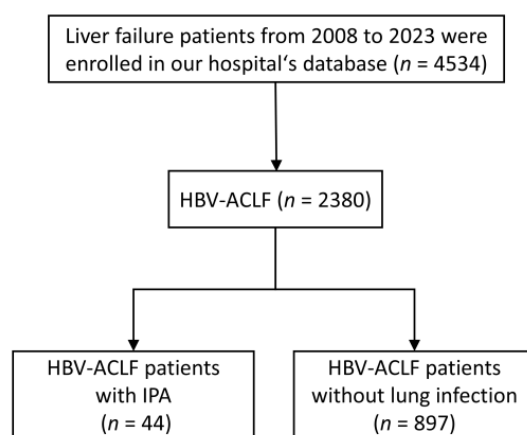 Liver failure patients from 2008 to 2023 were
enrolled in our hospital‘s database (n = 4534)
HBV-ACLF (n = 2380)
HBV-ACLF patients
with IPA
(n = 44)
HBV-ACLF patients
without lung infection
(n = 897)